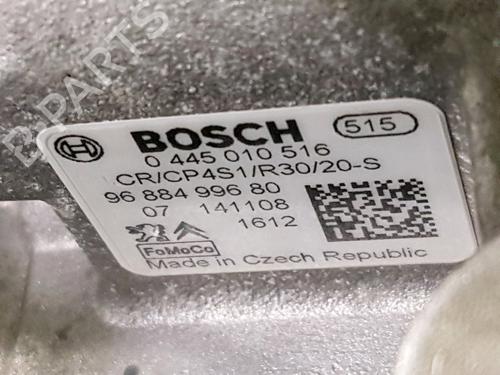 B-PARTS
BOSCH 515
0 445 010 516
CR/CP4S1/R30/20-S
96 884 996 80
07 141108
1612
FoMoCo
Made in Czech Republic